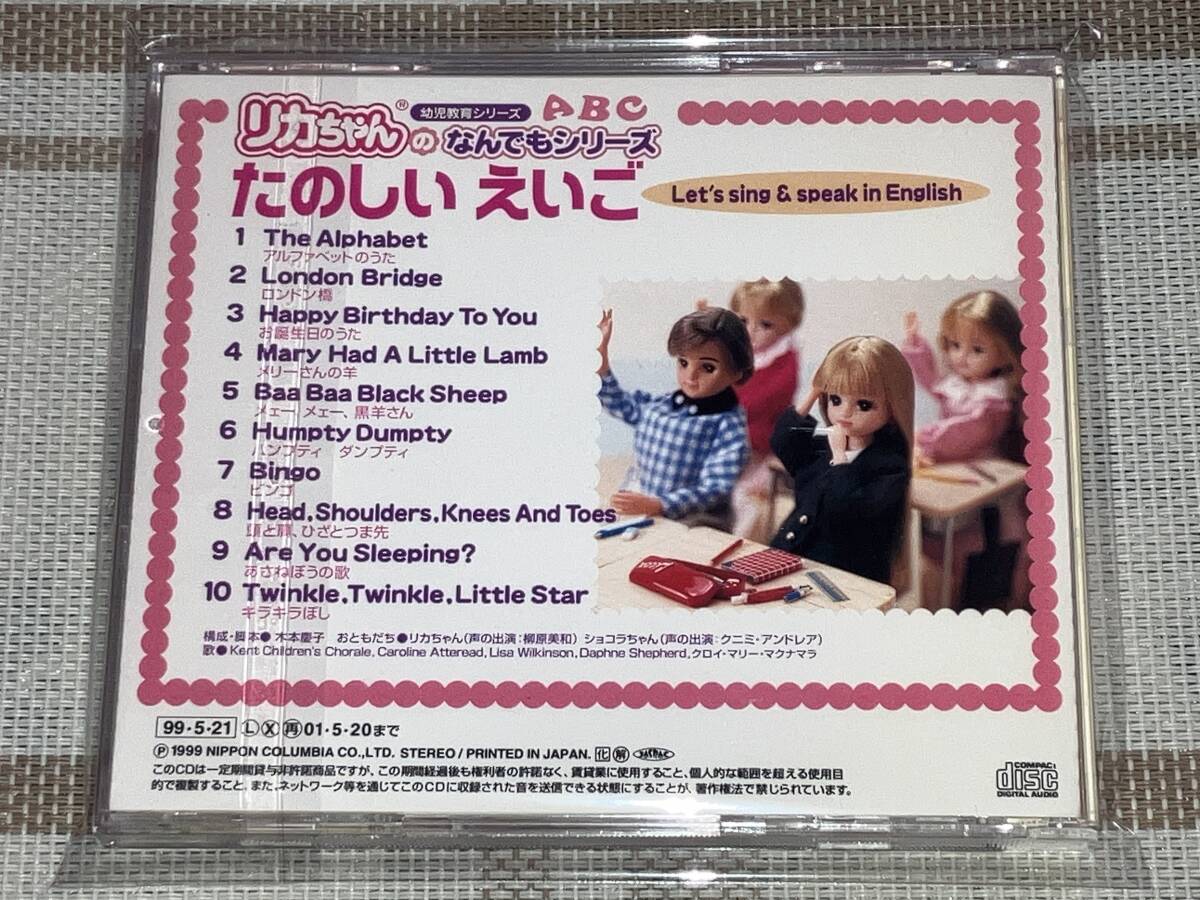 リカちゃん®の 幼児教育シリーズ ABC
なんでもシリーズ
たのしい えいご
Let's sing & speak in English
1 The Alphabet
アルファベットのうた
2 London Bridge
ロンドン橋
3 Happy Birthday To You
お誕生日のうた
4 Mary Had A Little Lamb
メリーさんの羊
5 Baa Baa Black Sheep
メェー、メェー、黒羊さん
6 Humpty Dumpty
ハンプティ ダンプティ
7 Bingo
ビンゴ
8 Head,Shoulders,Knees And Toes
頭と肩、ひざとつま先
9 Are You Sleeping?
あさねぼうの歌
10 Twinkle,Twinkle,Little Star
キラキラぼし
構成・脚本●木本慶子 おともだち●リカちゃん(声の出演:柳原美和) ショコラちゃん(声の出演:クニミ・アンドレア)
歌●Kent Children's Chorale, Caroline Atteread, Lisa Wilkinson, Daphne Shepherd, クロイ・マリー・マクナマラ
99・5・21 Ⓛ Ⓧ 再 01・5・20まで
Ⓟ 1999 NIPPON COLUMBIA CO.,LTD. STEREO / PRINTED IN JAPAN. 化 解
このCDは一定期間貸与非許諾商品ですが、この期間経過後も権利者の許諾なく、賃貸業に使用すること、個人的な範囲を超える使用目
的で複製すること、また、ネットワーク等を通じてこのCDに収録された音を送信できる状態にすることが、著作権法で禁じられています。
COMPACT
disc
DIGITAL AUDIO